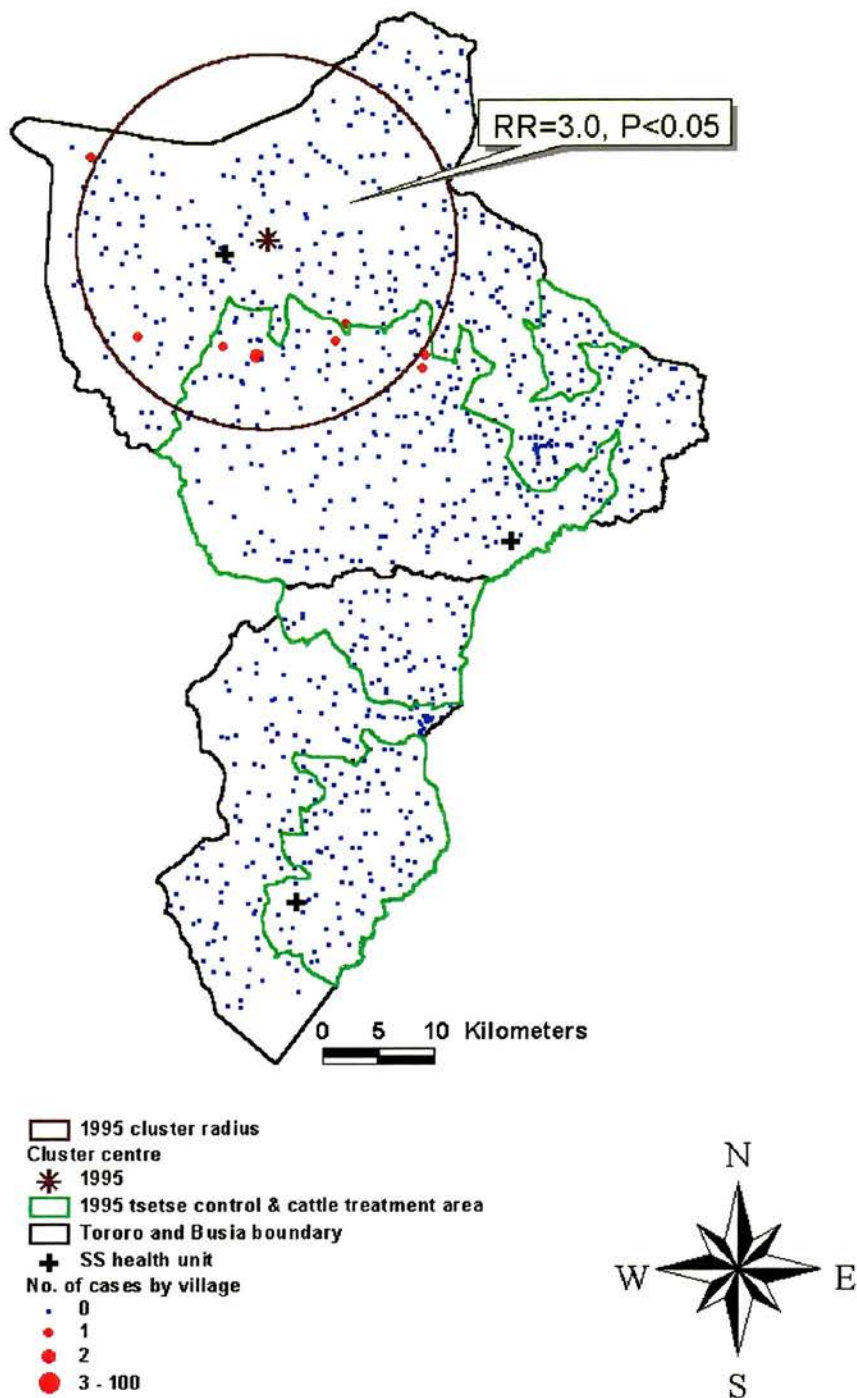 RR=3.0, P<0.05
0 5 10 Kilometers
1995 cluster radius
Cluster centre
1995
1995 tsetse control & cattle treatment area
Tororo and Busia boundary
SS health unit
No. of cases by village
0
1
2
3 - 100
N
W E
S